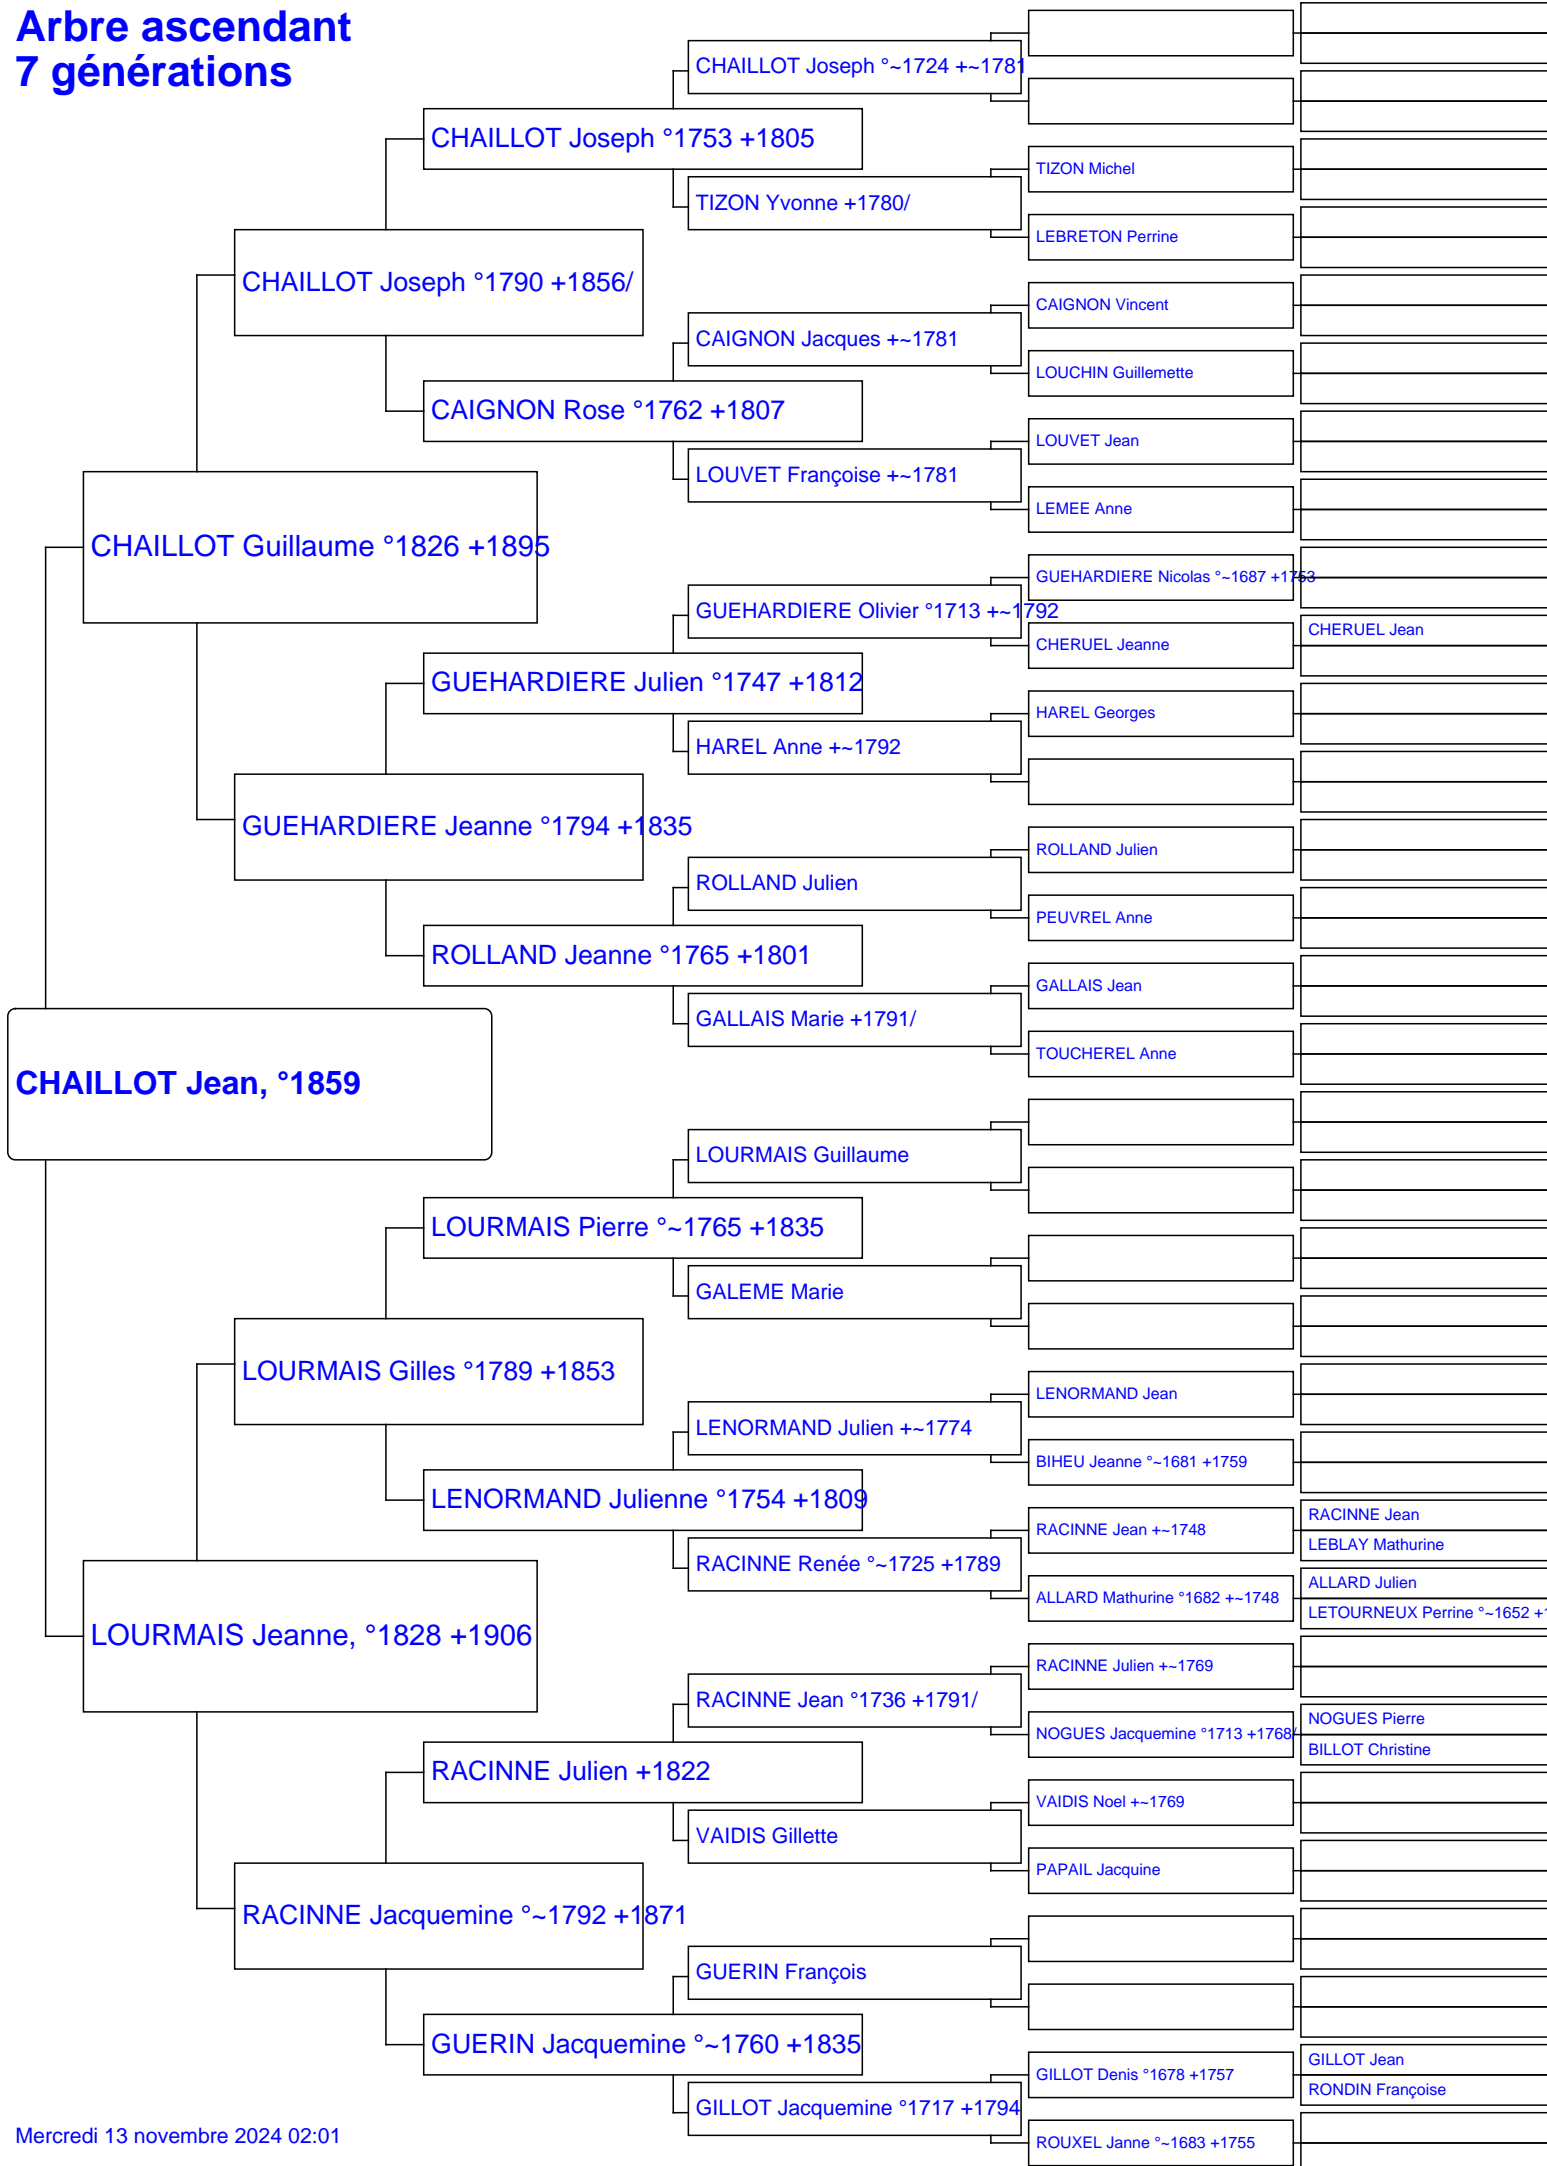 Arbre ascendant
7 générations
CHAILLOT Joseph °~1724 +~1781
CHAILLOT Joseph °1753 +1805
TIZON Michel
TIZON Yvonne +1780/
LEBRETON Perrine
CHAILLOT Joseph °1790 +1856/
CAIGNON Vincent
CAIGNON Jacques +~1781
LOUCHIN Guillemette
CAIGNON Rose °1762 +1807
LOUVET Jean
LOUVET Françoise +~1781
LEMEE Anne
CHAILLOT Guillaume °1826 +1895
GUEHARDIERE Nicolas °~1687 +1753
GUEHARDIERE Olivier °1713 +~1792
CHERUEL Jean
CHERUEL Jeanne
GUEHARDIERE Julien °1747 +1812
HAREL Georges
HAREL Anne +~1792
GUEHARDIERE Jeanne °1794 +1835
ROLLAND Julien
ROLLAND Julien
PEUVREL Anne
ROLLAND Jeanne °1765 +1801
GALLAIS Jean
GALLAIS Marie +1791/
TOUCHEREL Anne
CHAILLOT Jean, °1859
LOURMAIS Guillaume
LOURMAIS Pierre °~1765 +1835
GALEME Marie
LOURMAIS Gilles °1789 +1853
LENORMAND Jean
LENORMAND Julien +~1774
BIHEU Jeanne °~1681 +1759
LENORMAND Julienne °1754 +1809
RACINNE Jean
RACINNE Jean +~1748
LEBLAY Mathurine
RACINNE Renée °~1725 +1789
ALLARD Julien
ALLARD Mathurine °1682 +~1748
LETOURNEUX Perrine °~1652 +1
LOURMAIS Jeanne, °1828 +1906
RACINNE Julien +~1769
RACINNE Jean °1736 +1791/
NOGUES Pierre
NOGUES Jacquemine °1713 +1768/
BILLOT Christine
RACINNE Julien +1822
VAIDIS Noel +~1769
VAIDIS Gillette
PAPAIL Jacquine
RACINNE Jacquemine °~1792 +1871
GUERIN François
GUERIN Jacquemine °~1760 +1835
GILLOT Jean
GILLOT Denis °1678 +1757
RONDIN Françoise
GILLOT Jacquemine °1717 +1794
ROUXEL Janne °~1683 +1755
Mercredi 13 novembre 2024 02:01